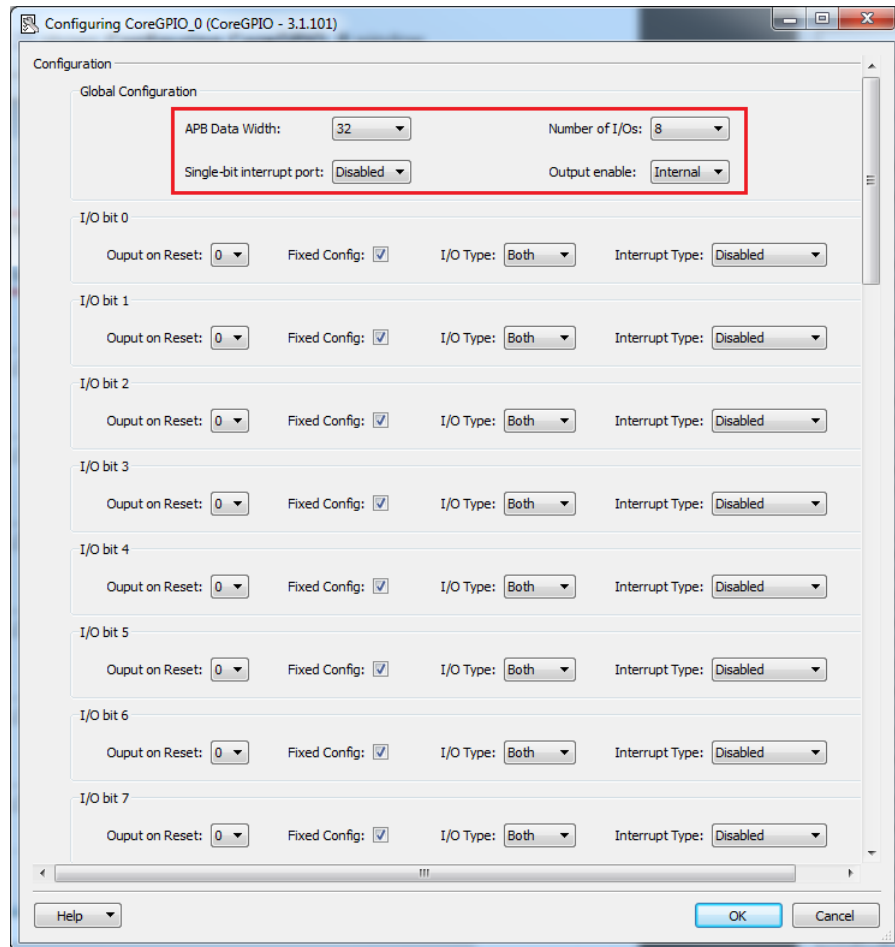 Configuring CoreGPIO_0 (CoreGPIO - 3.1.101)
Configuration
Global Configuration
APB Data Width: 32 Number of I/Os: 8
Single-bit interrupt port: Disabled Output enable: Internal
I/O bit 0
Ouput on Reset: 0 Fixed Config: I/O Type: Both Interrupt Type: Disabled
I/O bit 1
Ouput on Reset: 0 Fixed Config: I/O Type: Both Interrupt Type: Disabled
I/O bit 2
Ouput on Reset: 0 Fixed Config: I/O Type: Both Interrupt Type: Disabled
I/O bit 3
Ouput on Reset: 0 Fixed Config: I/O Type: Both Interrupt Type: Disabled
I/O bit 4
Ouput on Reset: 0 Fixed Config: I/O Type: Both Interrupt Type: Disabled
I/O bit 5
Ouput on Reset: 0 Fixed Config: I/O Type: Both Interrupt Type: Disabled
I/O bit 6
Ouput on Reset: 0 Fixed Config: I/O Type: Both Interrupt Type: Disabled
I/O bit 7
Ouput on Reset: 0 Fixed Config: I/O Type: Both Interrupt Type: Disabled
Help OK Cancel